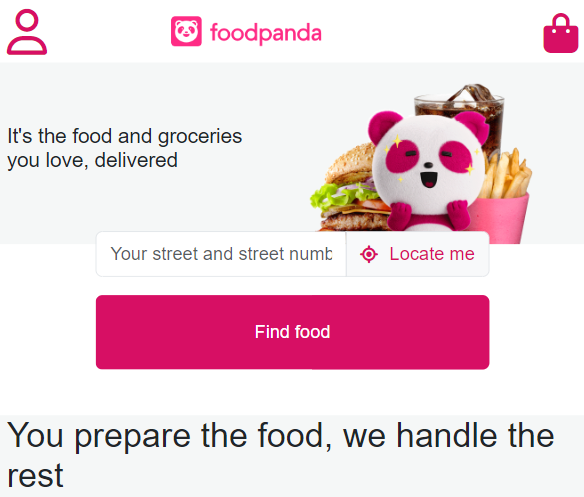 foodpanda
It's the food and groceries
you love, delivered
Your street and street numb
Locate me
Find food
You prepare the food, we handle the
rest